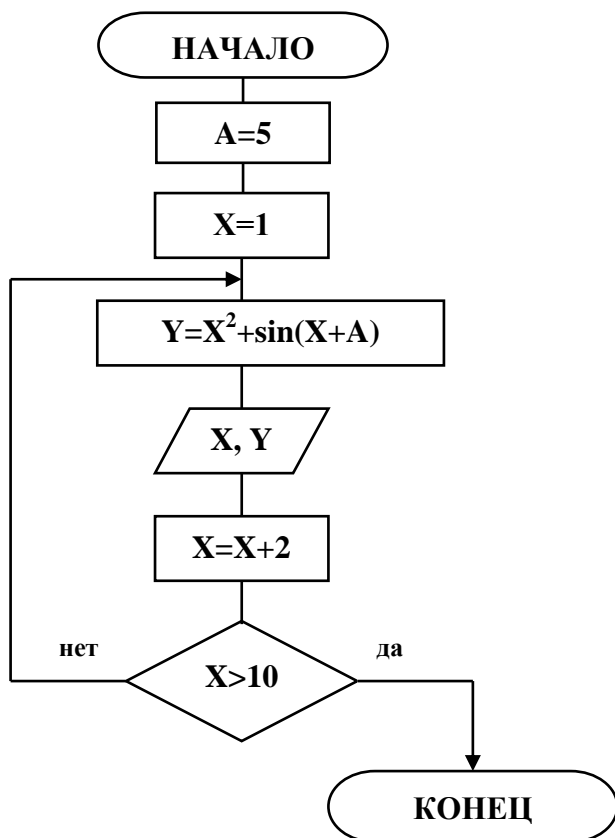 НАЧАЛО
A=5
X=1
Y=X²+sin(X+A)
X, Y
X=X+2
нет
да
X>10
КОНЕЦ